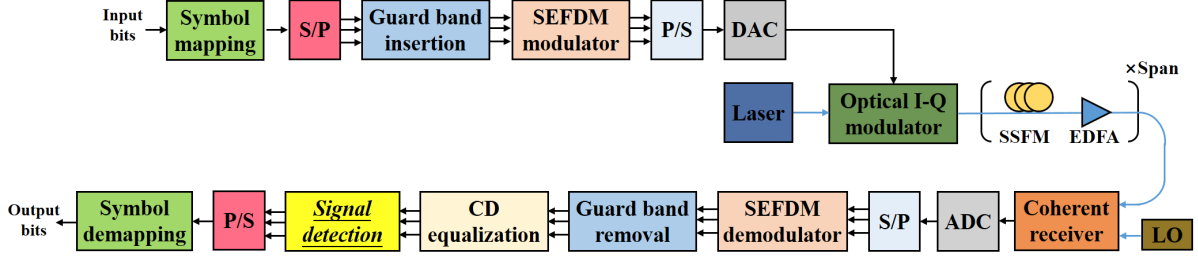 Input
bits
Symbol
mapping
S/P
Guard band
insertion
SEFDM
modulator
P/S
DAC
Laser
Optical I-Q
modulator
SSFM
EDFA
×Span
Output
bits
Symbol
demapping
P/S
Signal
detection
CD
equalization
Guard band
removal
SEFDM
demodulator
S/P
ADC
Coherent
receiver
LO